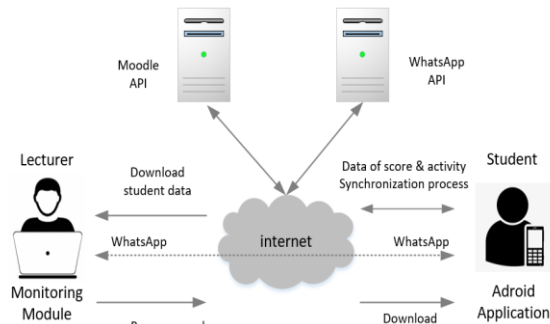 Moodle
API
WhatsApp
API
Lecturer
Download
student data
Data of score & activity
Synchronization process
Student
WhatsApp
internet
WhatsApp
Monitoring
Module
Download
Adroid
Application